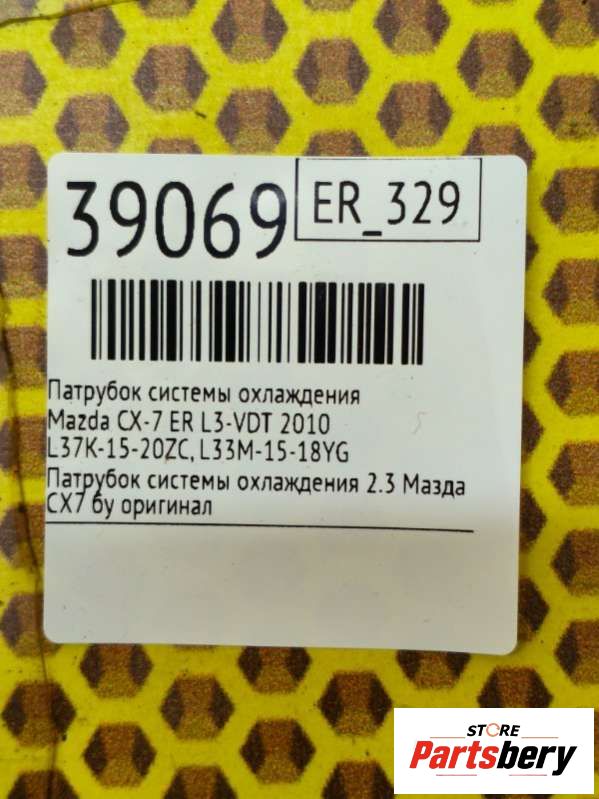 39069
ER_329
Патрубок системы охлаждения
Mazda CX-7 ER L3-VDT 2010
L37K-15-20ZC, L33M-15-18YG
Патрубок системы охлаждения 2.3 Мазда
СХ7 бу оригинал
STORE
Partsbery